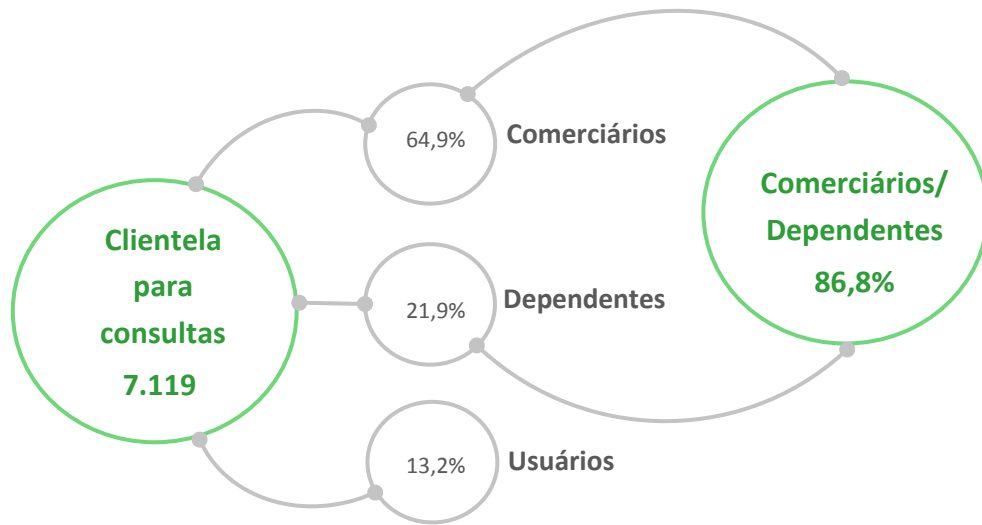 Clientela
para
consultas
7.119
64,9%
Comerciários
21,9%
Dependentes
13,2%
Usuários
Comerciários/
Dependentes
86,8%